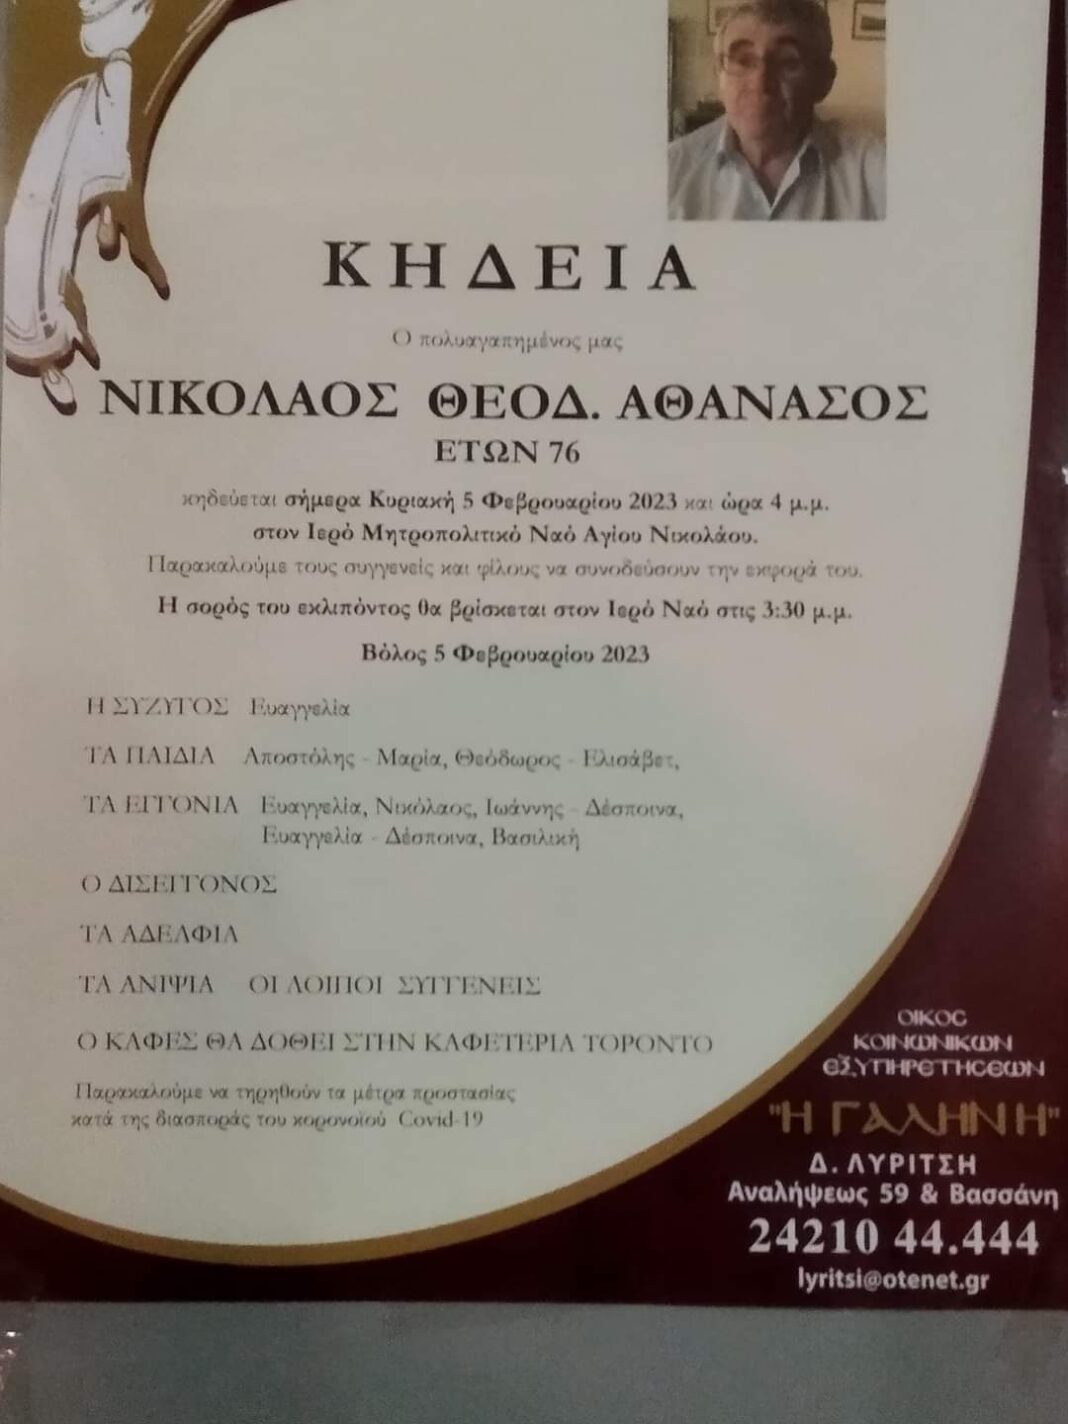 ΚΗΔΕΙΑ
Ο πολυαγαπημένος μας
ΝΙΚΟΛΑΟΣ ΘΕΟΔ. ΑΘΑΝΑΣΟΣ
ΕΤΩΝ 76
κηδεύεται σήμερα Κυριακή 5 Φεβρουαρίου 2023 και ώρα 4 μ.μ.
στον Ιερό Μητροπολιτικό Ναό Αγίου Νικολάου.
Παρακαλούμε τους συγγενείς και φίλους να συνοδεύσουν την εκφορά του.
Η σορός του εκλιπόντος θα βρίσκεται στον Ιερό Ναό στις 3:30 μ.μ.
Βόλος 5 Φεβρουαρίου 2023
Η ΣΥΖΥΓΟΣ Ευαγγελία
ΤΑ ΠΑΙΔΙΑ Αποστόλης - Μαρία, Θεόδωρος - Ελισάβετ,
ΤΑ ΕΓΓΟΝΙΑ Ευαγγελία, Νικόλαος, Ιωάννης - Δέσποινα,
Ευαγγελία - Δέσποινα, Βασιλική
Ο ΔΙΣΕΓΓΟΝΟΣ
ΤΑ ΑΔΕΛΦΙΑ
ΤΑ ΑΝΙΨΙΑ ΟΙ ΛΟΙΠΟΙ ΣΥΓΓΕΝΕΙΣ
Ο ΚΑΦΕΣ ΘΑ ΔΟΘΕΙ ΣΤΗΝ ΚΑΦΕΤΕΡΙΑ ΤΟΡΟΝΤΟ
Παρακαλούμε να τηρηθούν τα μέτρα προστασίας
κατά της διασποράς του κορονοϊού Covid-19
ΟΙΚΟΣ
ΚΟΙΝΩΝΙΚΩΝ
ΕΞΥΠΗΡΕΤΗΣΕΩΝ
"Η ΓΑΛΗΝΗ"
Δ. ΛΥΡΙΤΣΗ
Αναλήψεως 59 & Βασσάνη
24210 44.444
lyritsi@otenet.gr